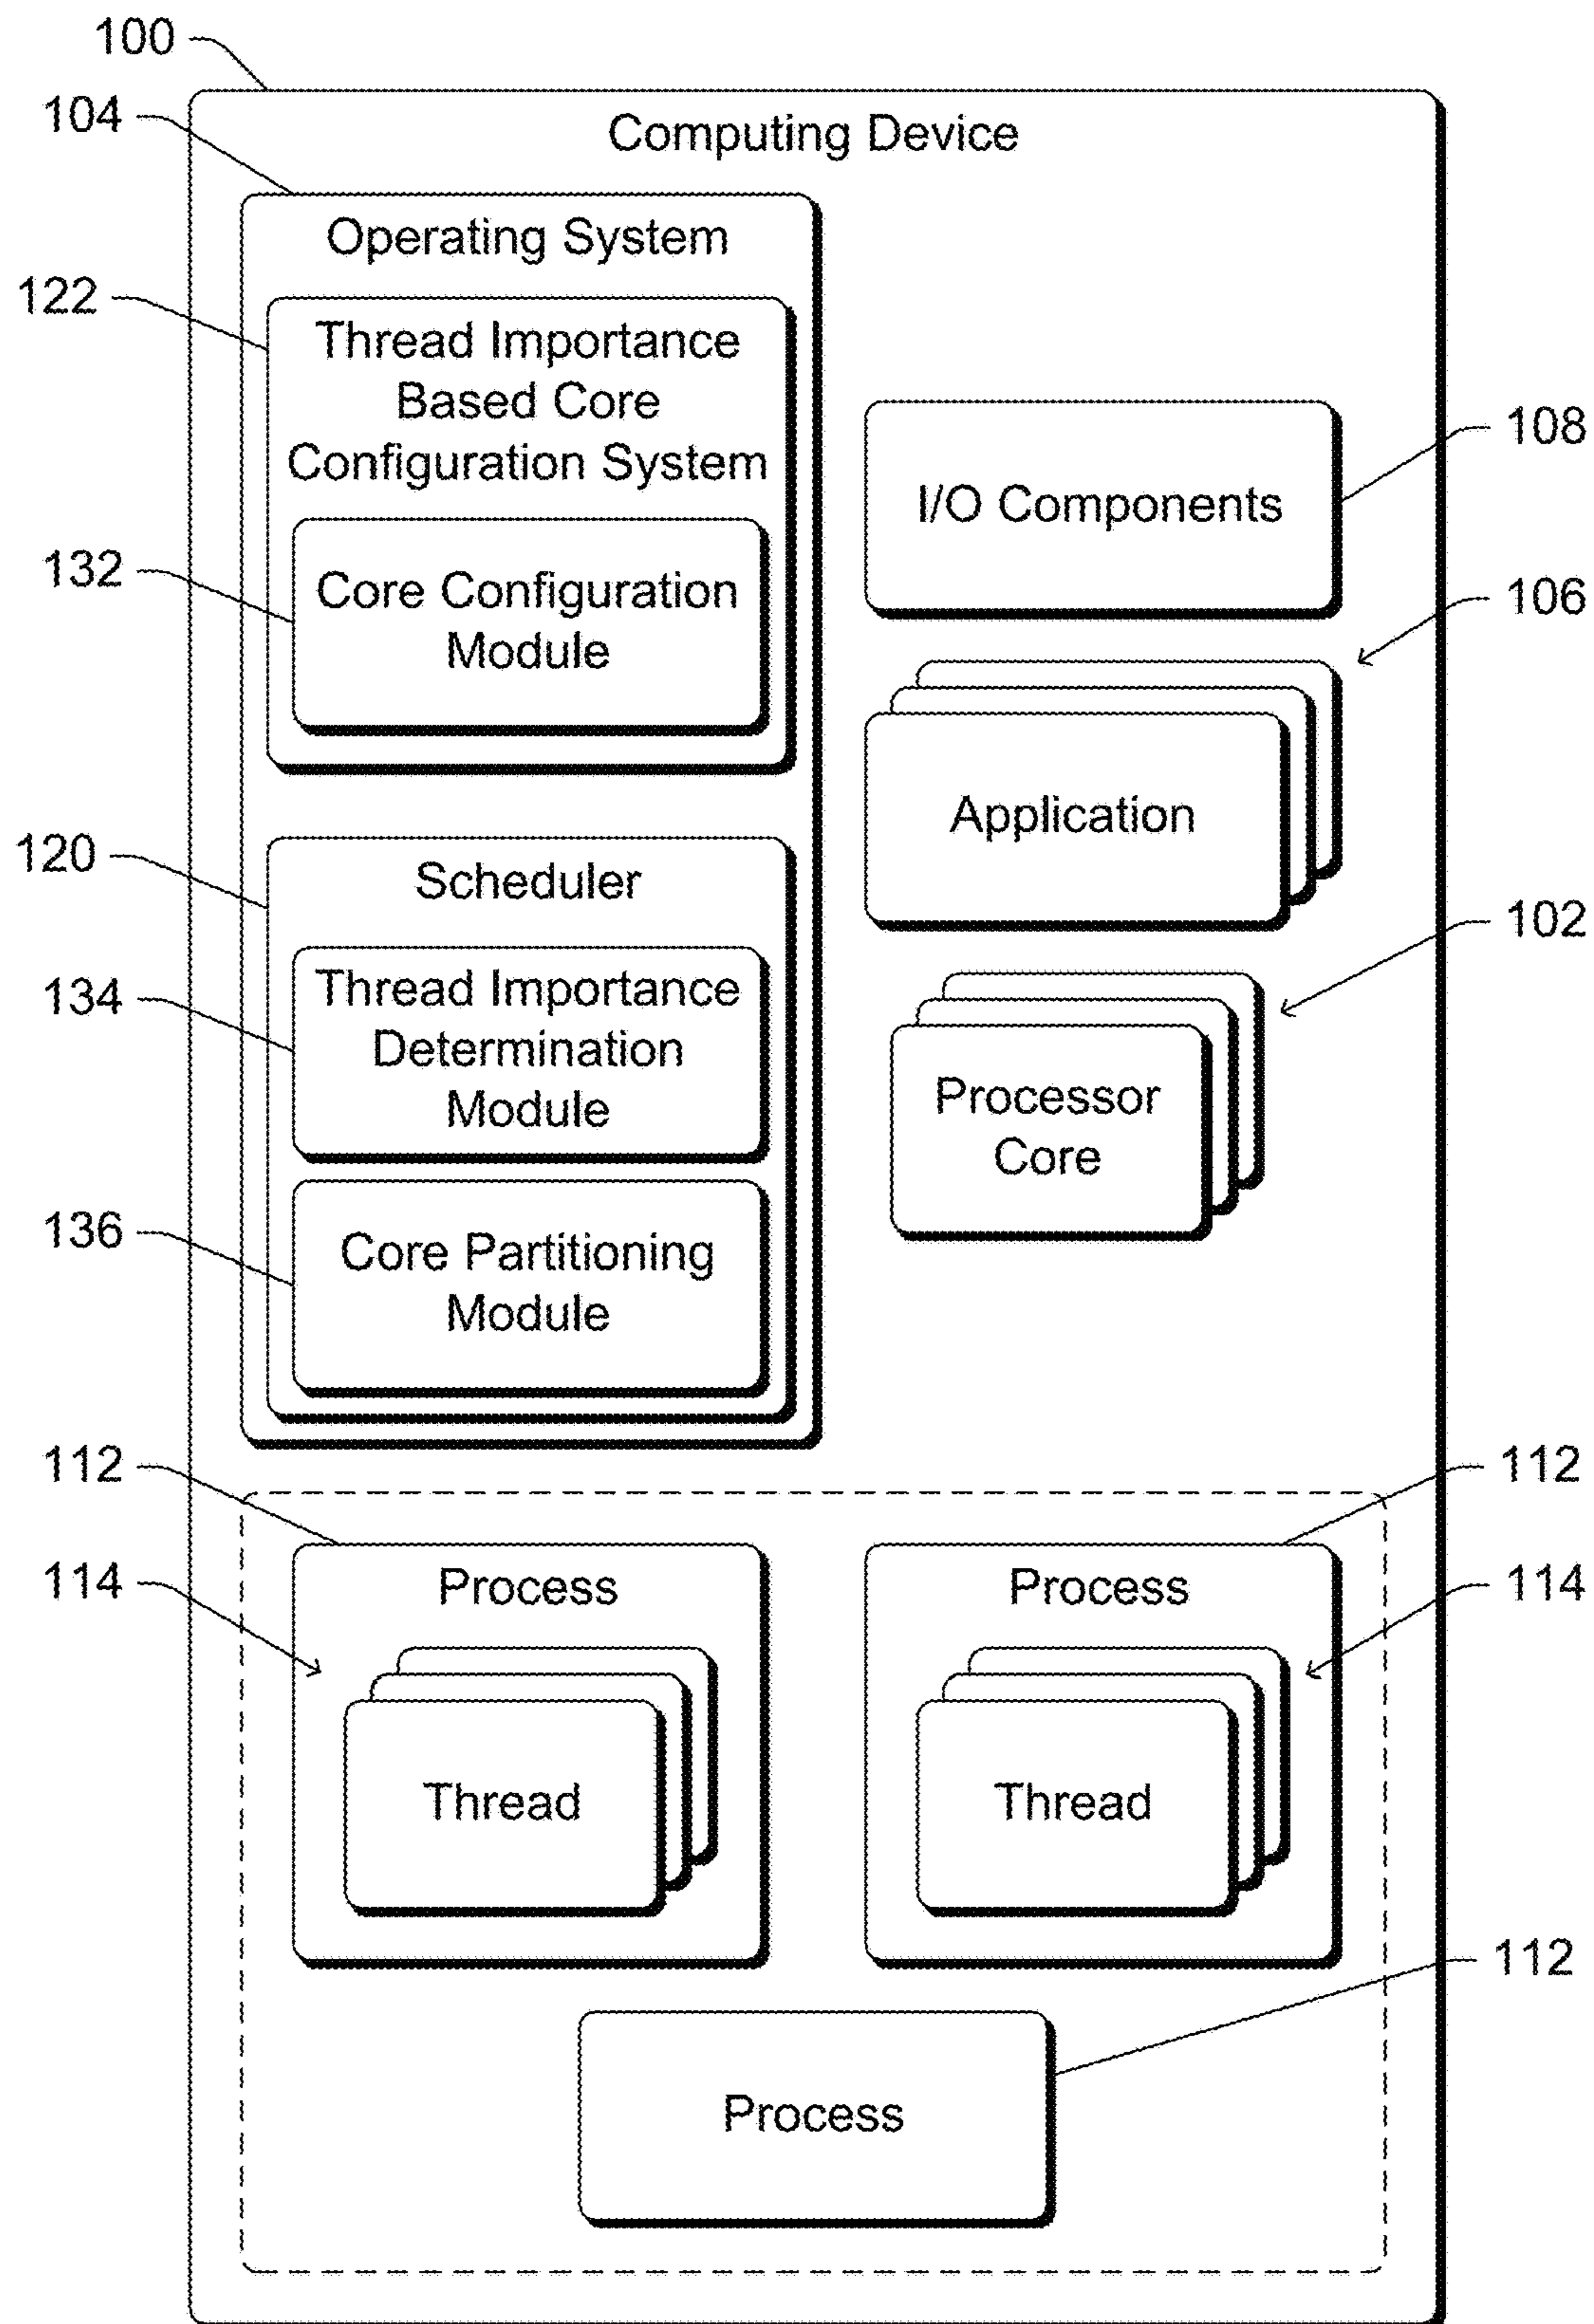 100
104
Computing Device
Operating System
122
Thread Importance
Based Core
Configuration System
108
I/O Components
132
Core Configuration
Module
106
Application
120
Scheduler
102
134
Thread Importance
Determination
Module
Processor
Core
136
Core Partitioning
Module
112
112
114
Process
Process
114
Thread
Thread
112
Process